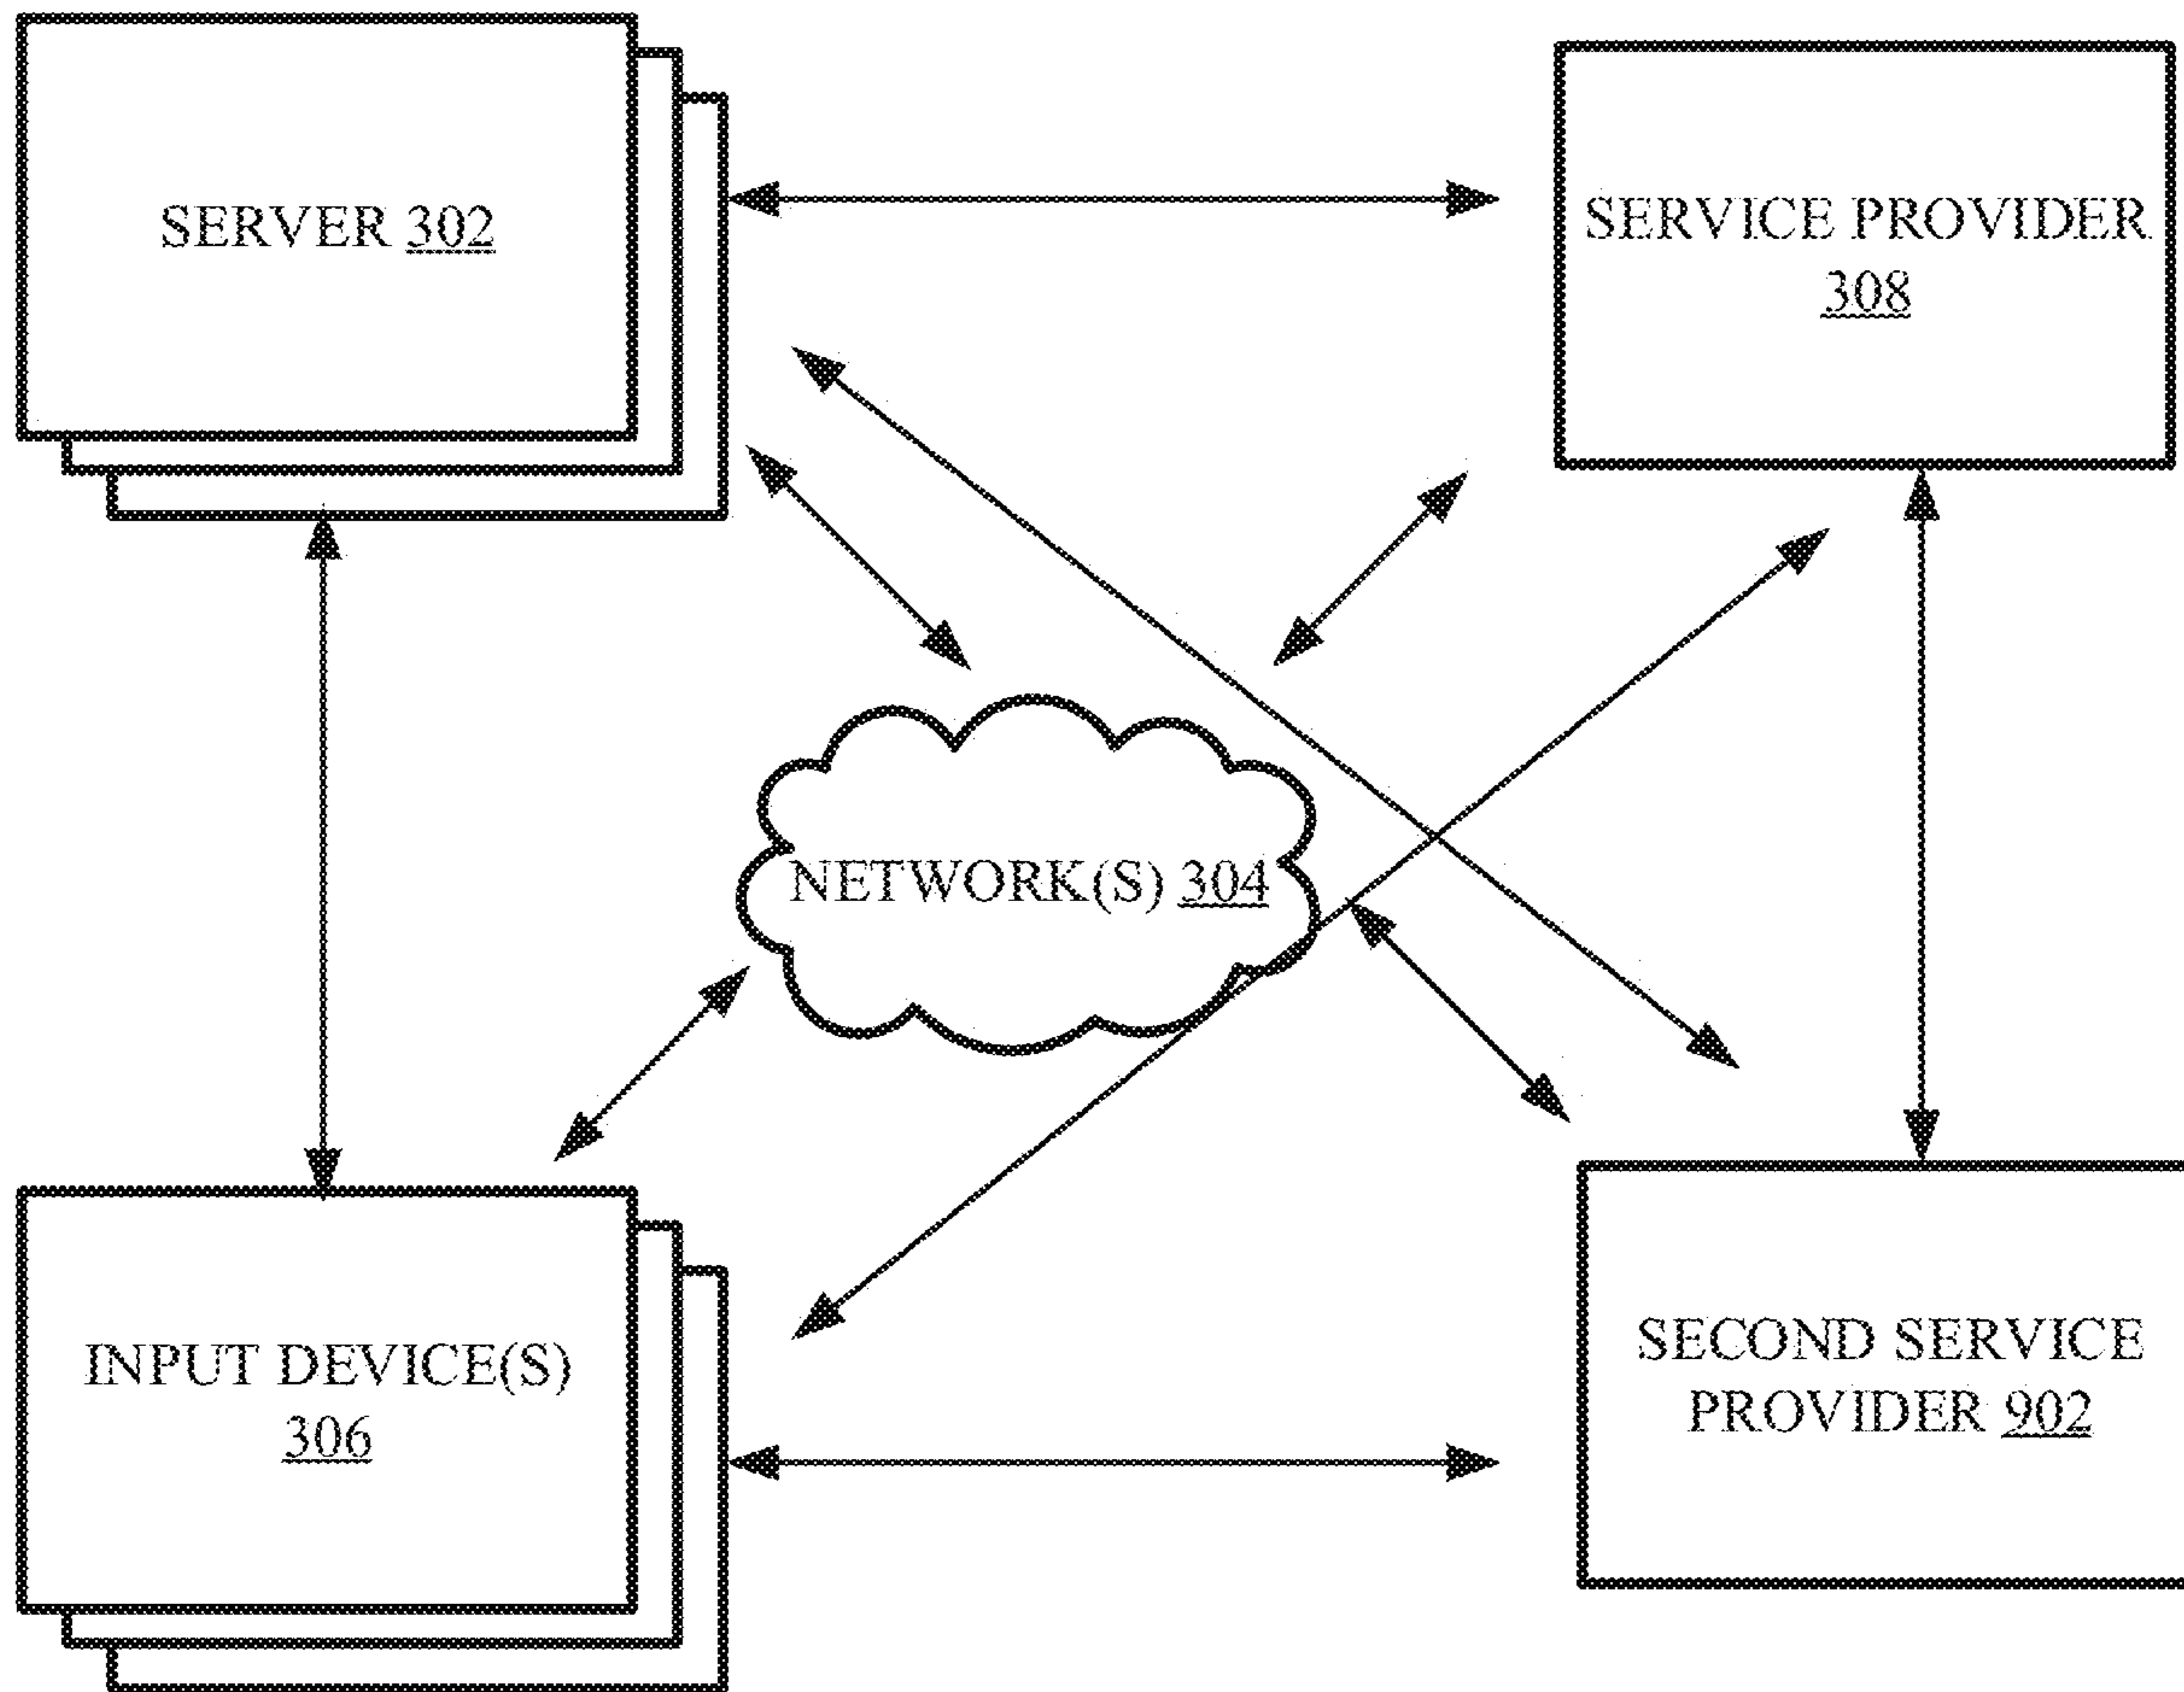 SERVER 302
SERVICE PROVIDER
308
NETWORK(S) 304
INPUT DEVICE(S)
306
SECOND SERVICE
PROVIDER 902